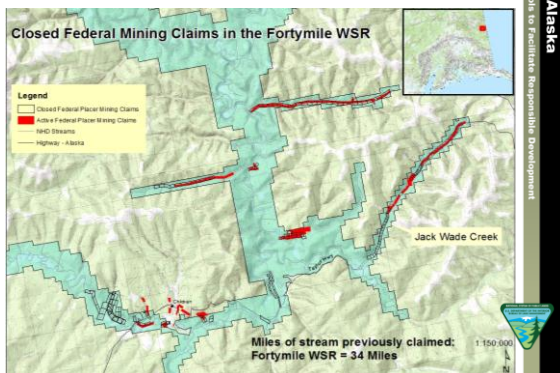 Closed Federal Mining Claims in the Fortymile WSR
Legend
Closed Federal Placer Mining Claims
Active Federal Placer Mining Claims
NHD Streams
Highway - Alaska
Jack Wade Creek
Chicken
Miles of stream previously claimed:
Fortymile WSR = 34 Miles
1:150,000
N
Alaska
ols to Facilitate Responsible Development